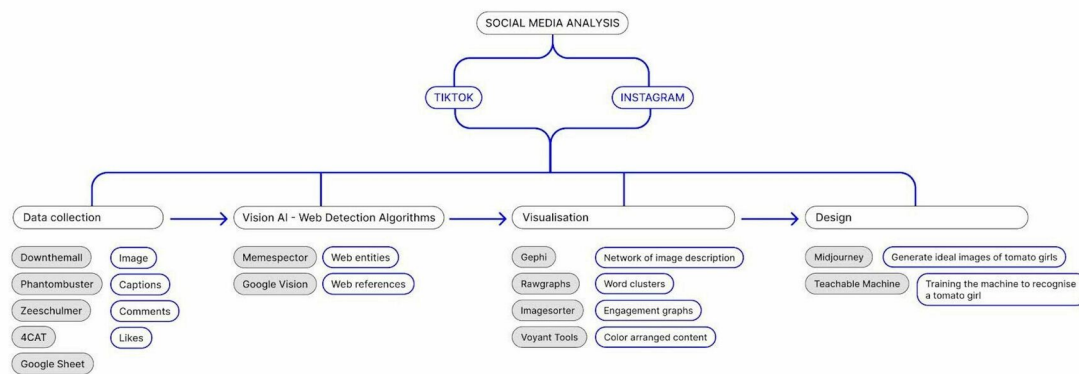 SOCIAL MEDIA ANALYSIS
TIKTOK
INSTAGRAM
Data collection
Vision AI - Web Detection Algorithms
Visualisation
Design
Downthemall
Image
Phantombuster
Captions
Zeeschulmer
Comments
4CAT
Likes
Google Sheet
Memespector
Web entities
Google Vision
Web references
Gephi
Network of image description
Rawgraphs
Word clusters
Imagesorter
Engagement graphs
Voyant Tools
Color arranged content
Midjourney
Generate ideal images of tomato girls
Teachable Machine
Training the machine to recognise
a tomato girl